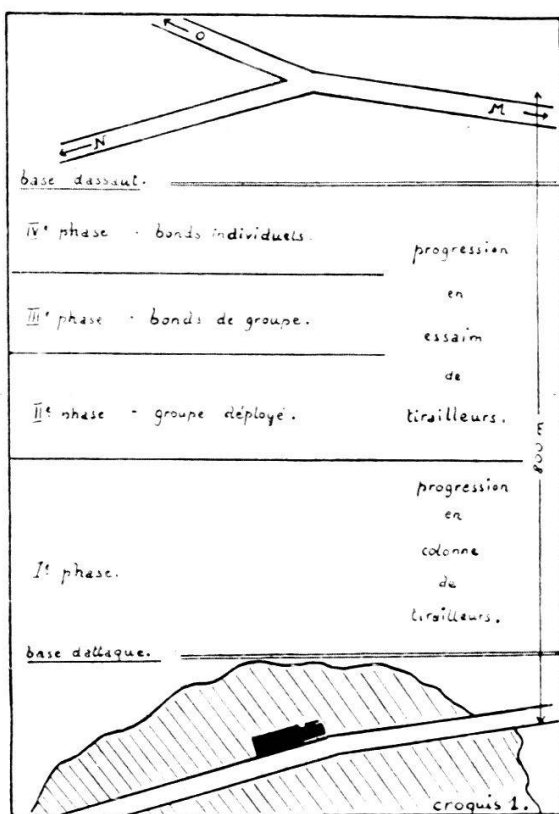 O
M
N
base dassaut.
IVe phase - bonds individuels.
progression
en
essaim
de
tirailleurs.
IIIe phase - bonds de groupe.
IIe phase - groupe déployé.
800 m
progression
en
colonne
de
tirailleurs.
Ie phase.
base dattaque.
croquis 1.